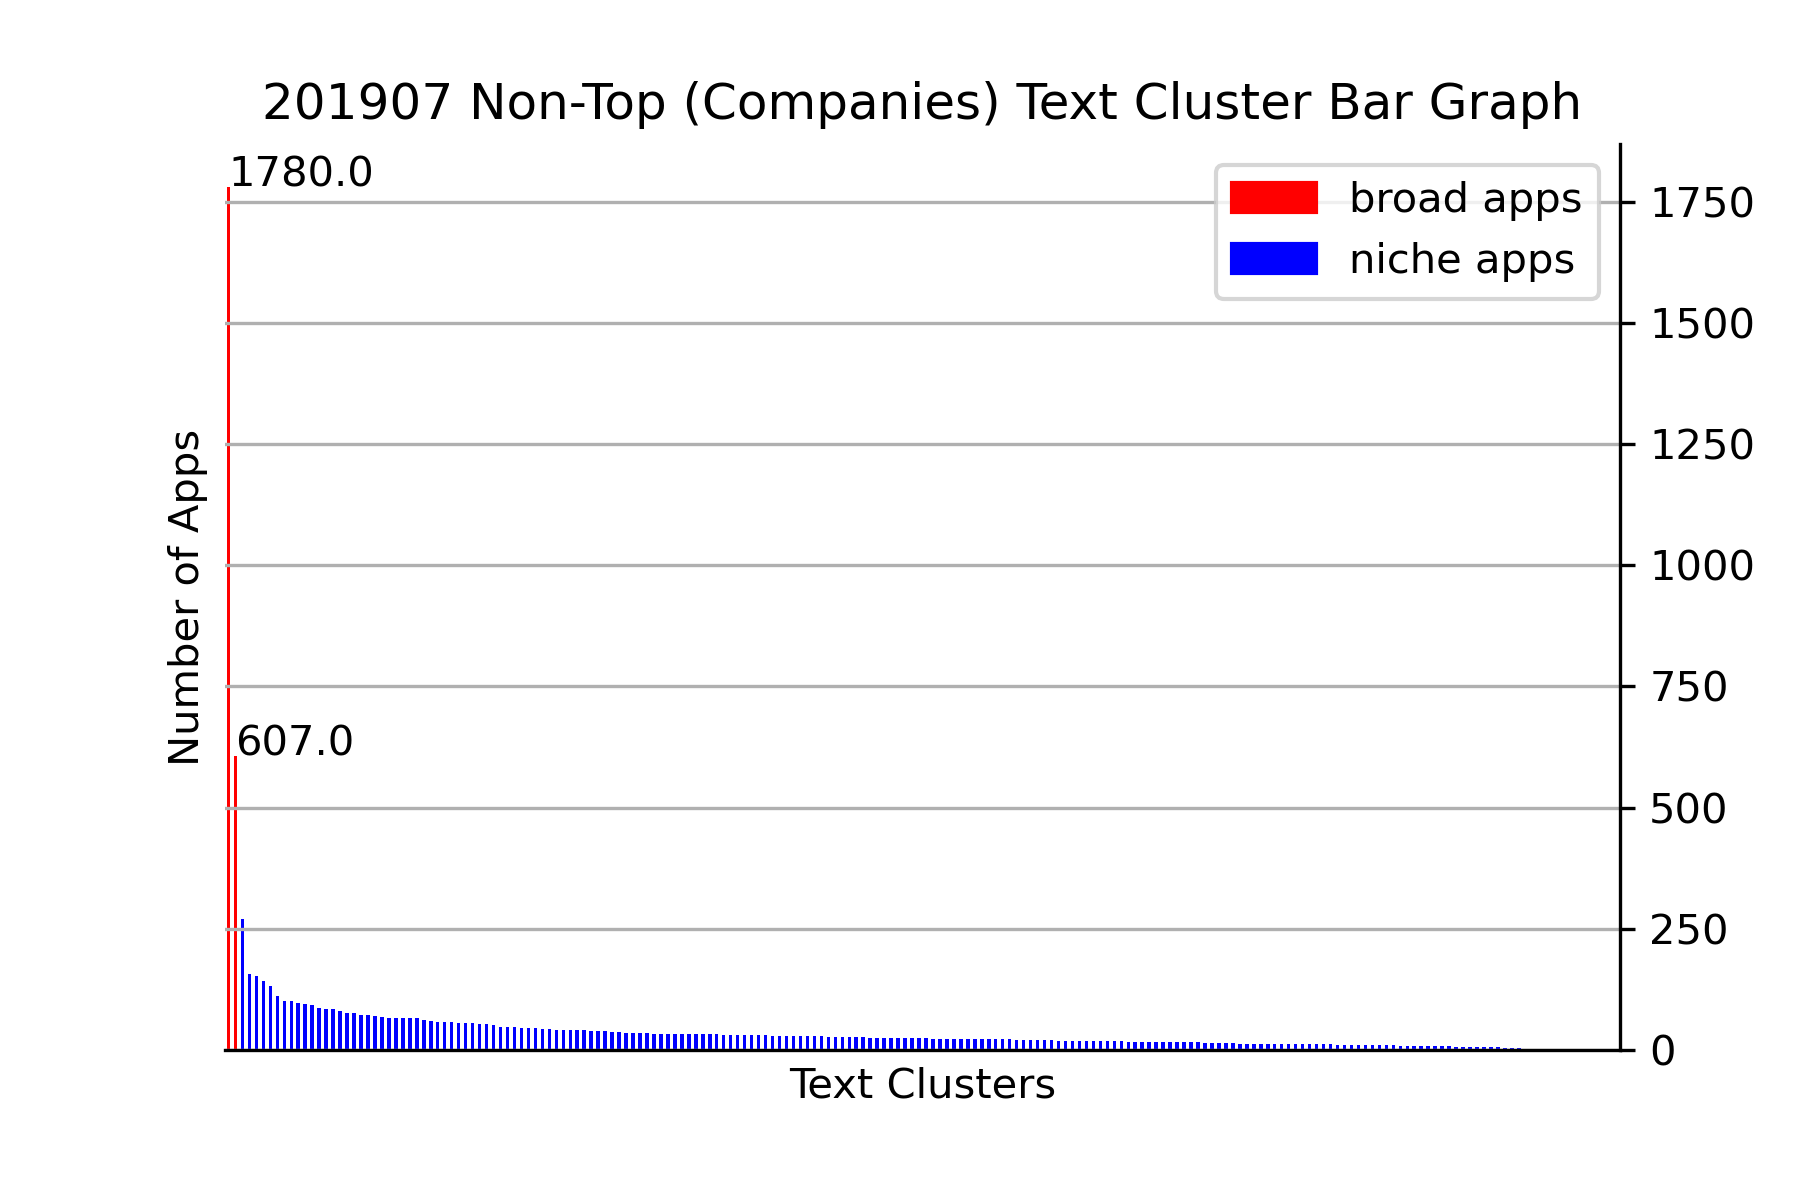 201907 Non-Top (Companies) Text Cluster Bar Graph
1780.0
broad apps
niche apps
1750
1500
1250
1000
750
500
250
0
607.0
Number of Apps
Text Clusters